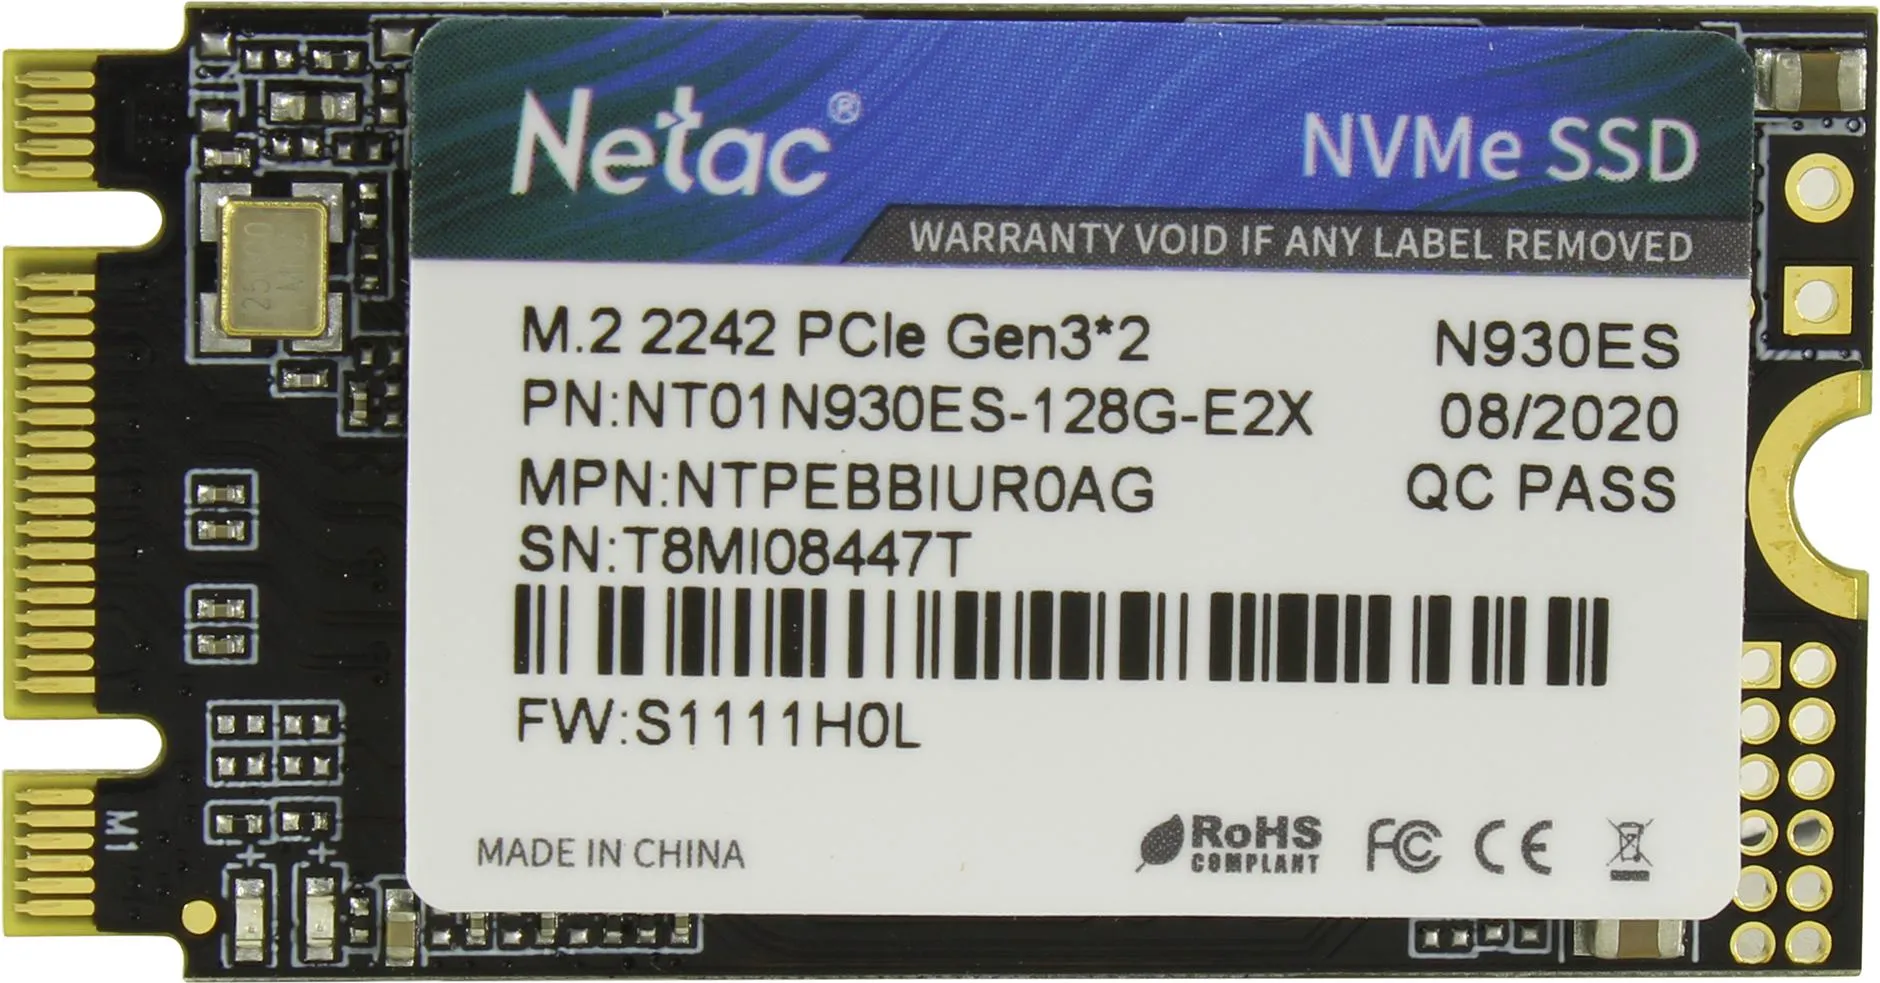 Netac®
NVMe SSD
WARRANTY VOID IF ANY LABEL REMOVED
M.2 2242 PCIe Gen3*2
N930ES
PN:NT01N930ES-128G-E2X
08/2020
MPN:NTPEBBIUR0AG
QC PASS
SN:T8MI08447T
FW:S1111H0L
MADE IN CHINA
RoHS
COMPLIANT
FC CE
M1